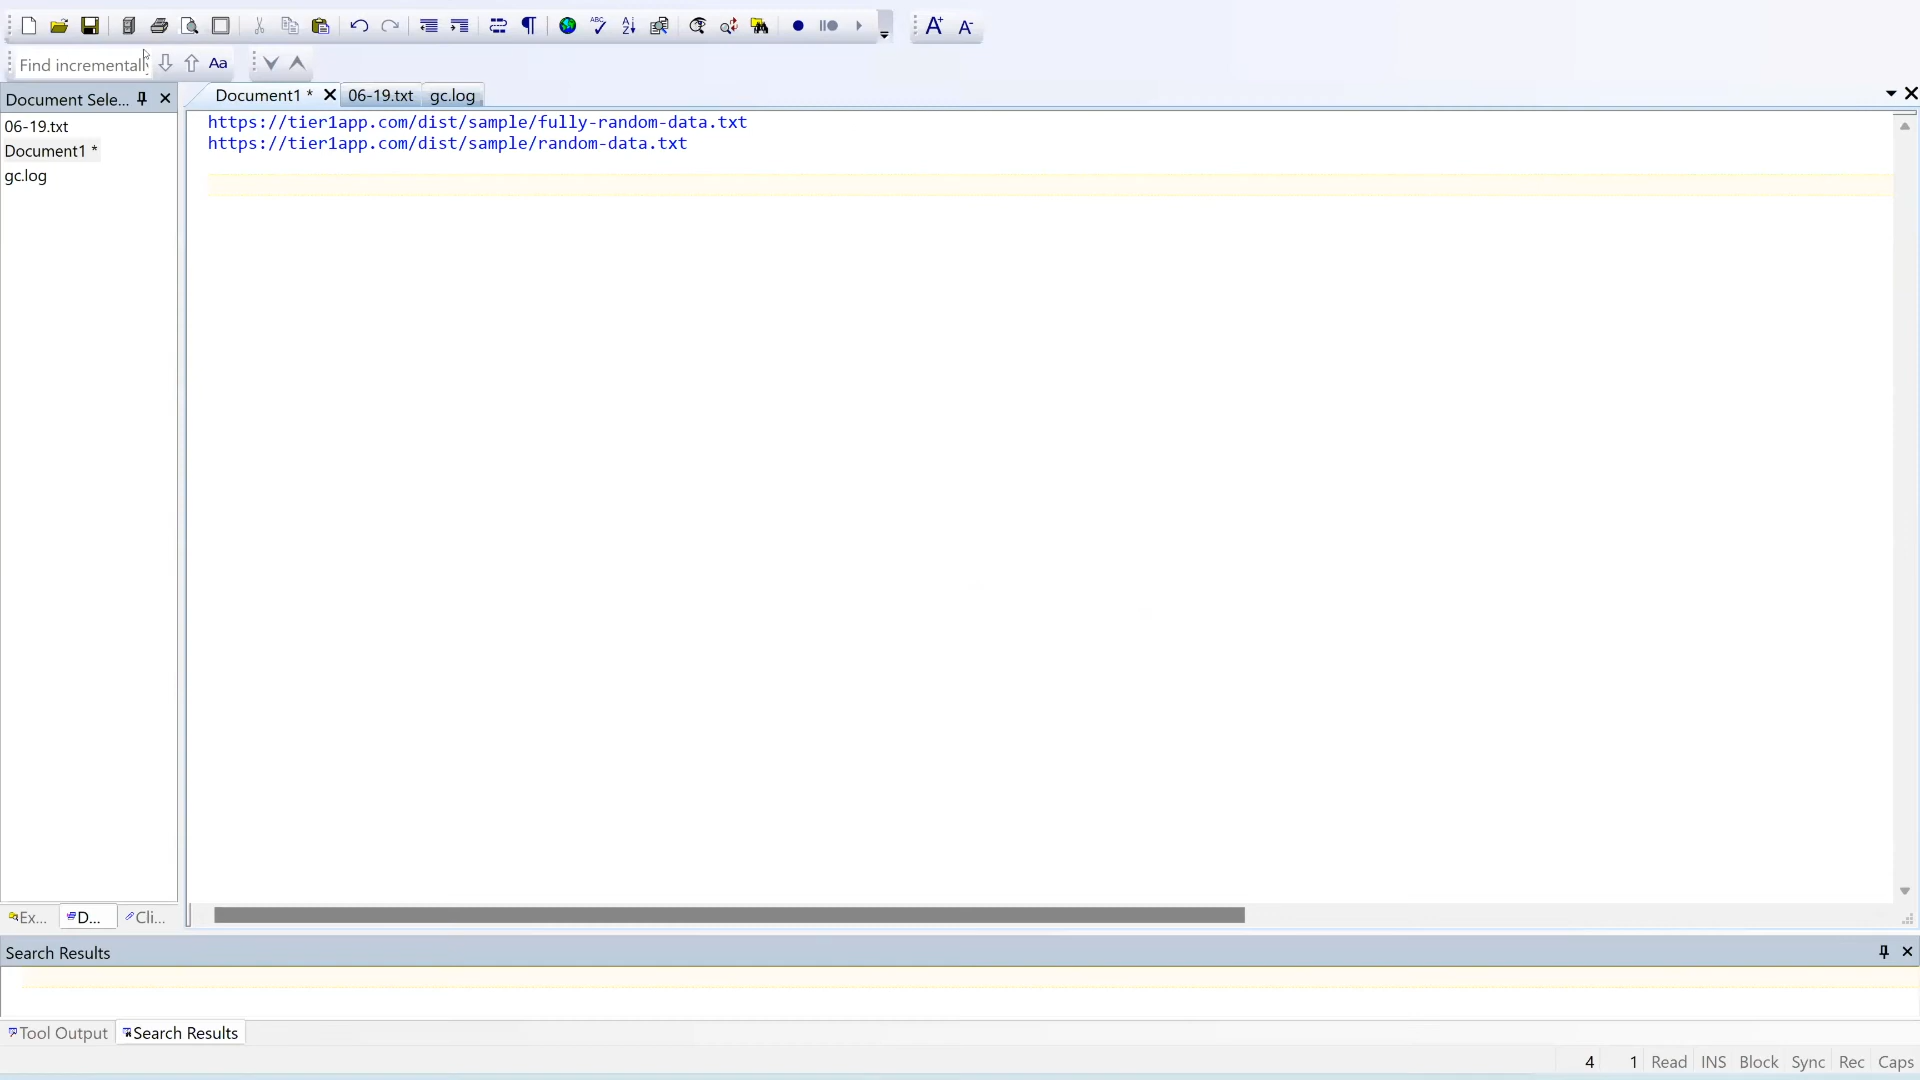 Find incrementall
Aa
A+ A-
Document Sele...
06-19.txt
Document1 *
gc.log
Document1 * 06-19.txt gc.log
https://tier1app.com/dist/sample/fully-random-data.txt
https://tier1app.com/dist/sample/random-data.txt
Ex... D... Cli...
Search Results
Tool Output Search Results
4 1 Read INS Block Sync Rec Caps